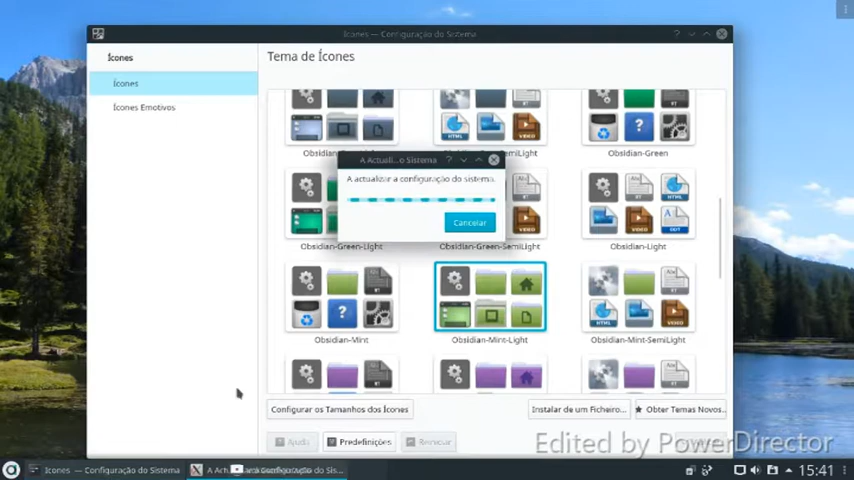 Ícones — Configuração do Sistema
Ícones
Tema de Ícones
Ícones
Ícones Emotivos
Obsidian-Green
A Actuali...o Sistema
A actualizar a configuração do sistema.
Cancelar
Obsidian-Green-Light
Obsidian-Green-SemiLight
Obsidian-Light
Obsidian-Mint
Obsidian-Mint-Light
Obsidian-Mint-SemiLight
Configurar os Tamanhos dos Ícones
Instalar de um Ficheiro...
Obter Temas Novos...
Ajuda
Predefinições
Reiniciar
Edited by PowerDirector
Ícones — Configuração do Sistema
15:41